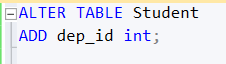 ALTER TABLE Student
ADD dep_id int;